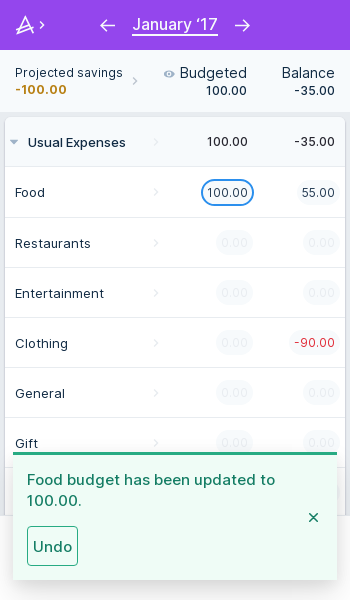 January ‘17
Projected savings
-100.00
Budgeted
100.00
Balance
-35.00
Usual Expenses 100.00 -35.00
Food 100.00 55.00
Restaurants 0.00 0.00
Entertainment 0.00 0.00
Clothing 0.00 -90.00
General 0.00 0.00
Gift 0.00 0.00
Food budget has been updated to
100.00.
Undo